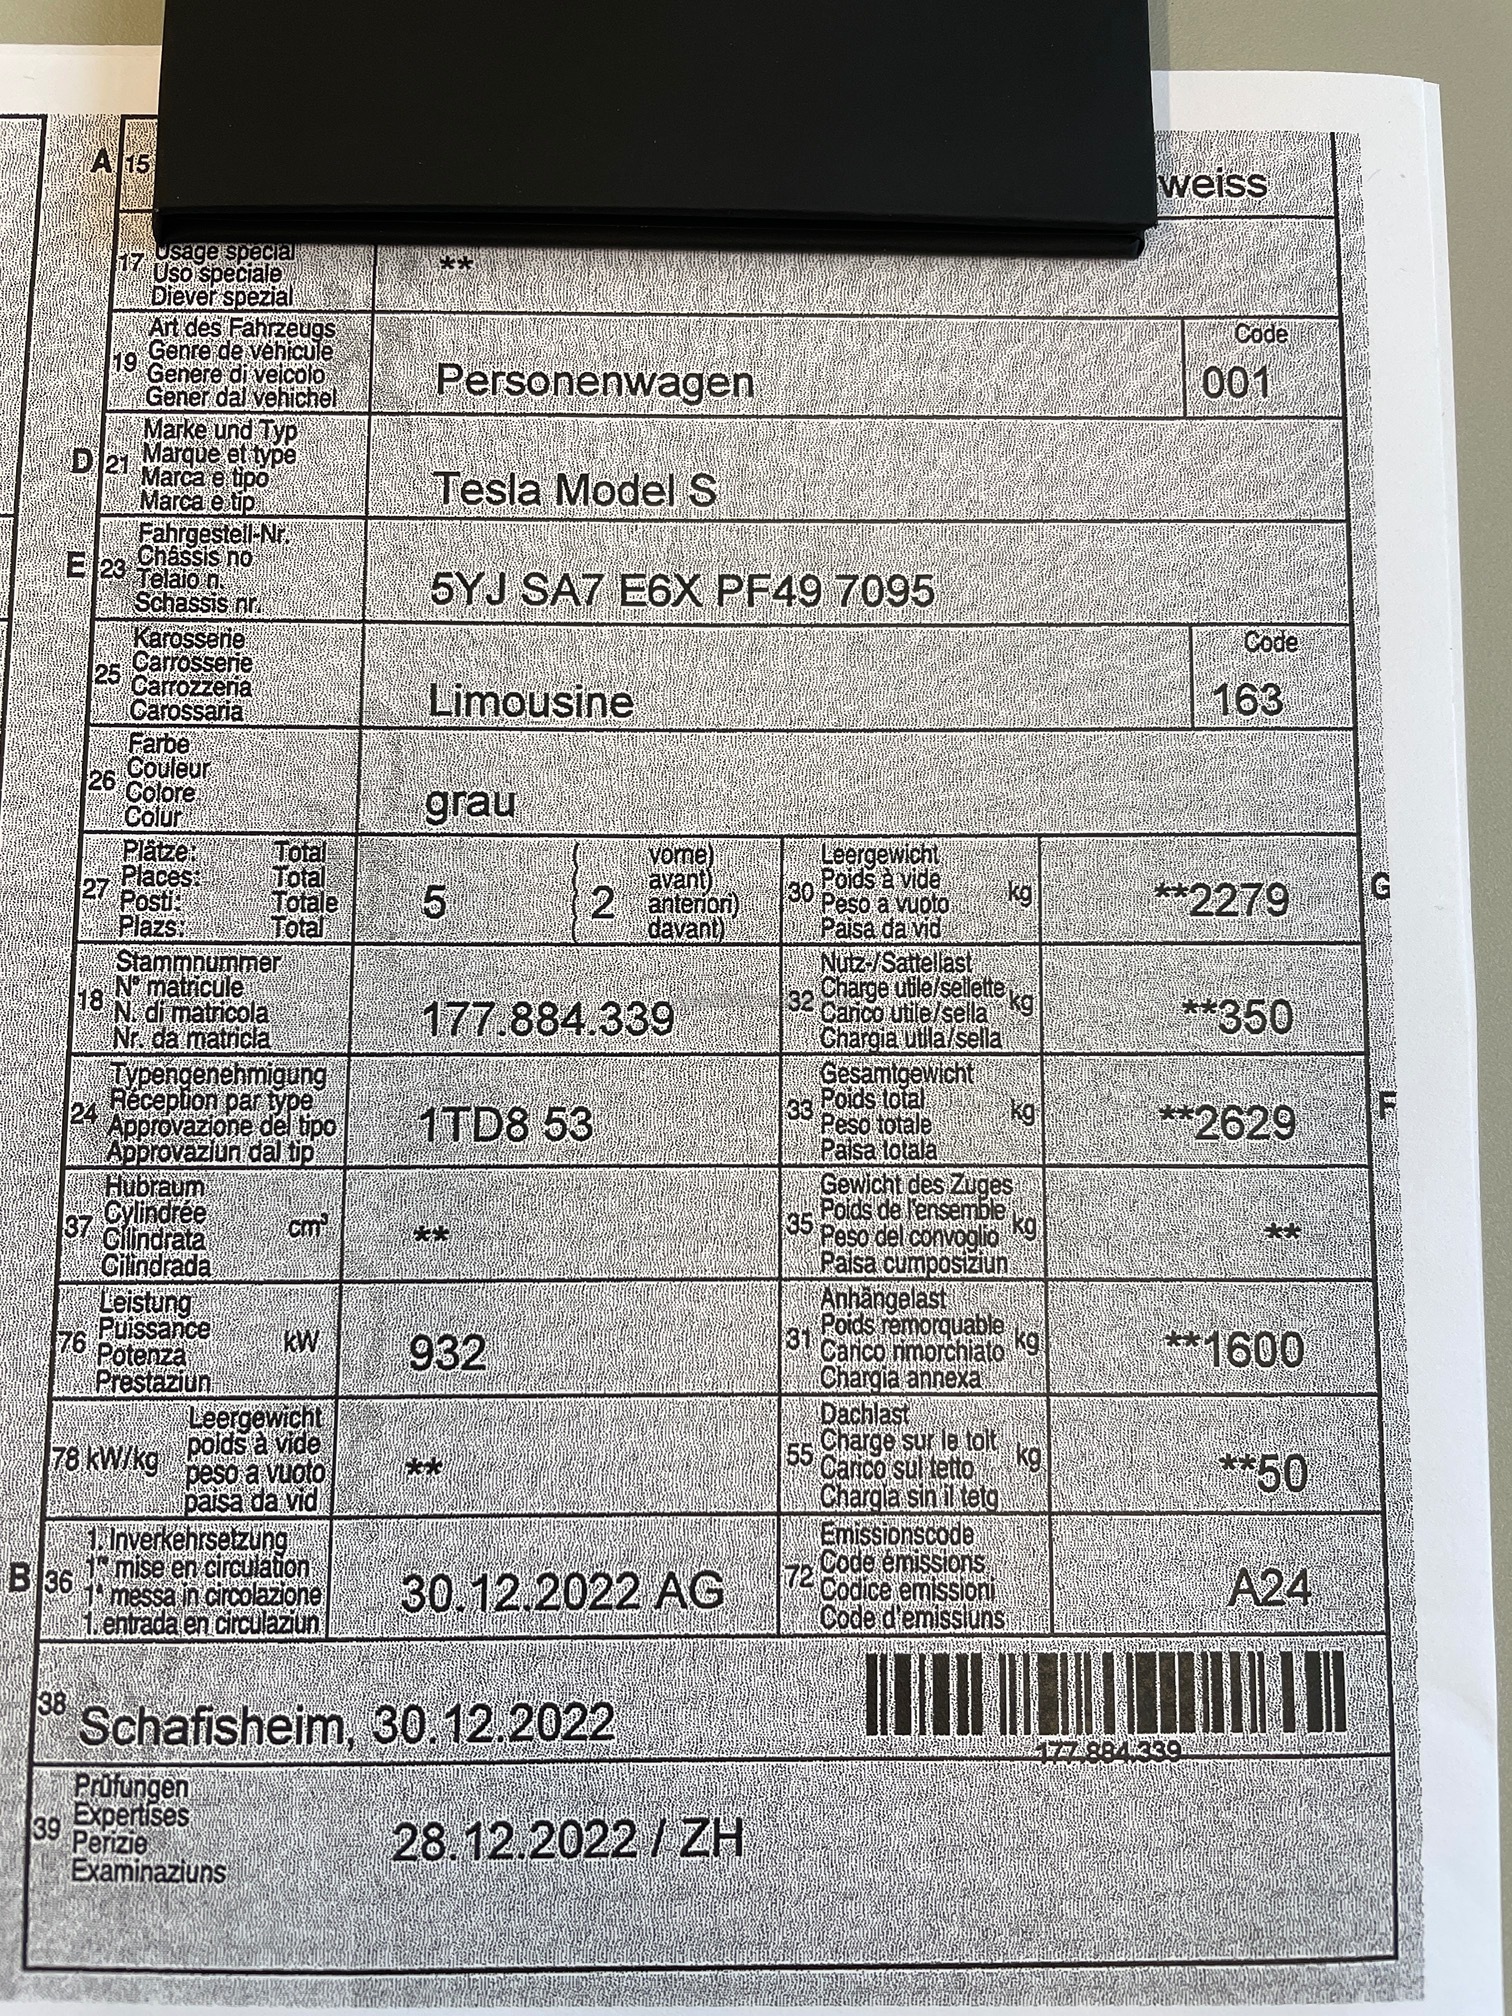 A 15 weiss
17 Usage spécial **
Uso speciale
Diever spezial
19 Art des Fahrzeugs
Genre de véhicule
Genere di veicolo
Gener dal vehichel
Personenwagen
Code
001
D 21 Marke und Typ
Marque et type
Marca e tipo
Marca e tip
Tesla Model S
E 23 Fahrgestell-Nr.
Châssis no
Telaio n.
Schassis nr.
5YJ SA7 E6X PF49 7095
25 Karosserie
Carrosserie
Carrozzeria
Carossaria
Limousine
Code
163
26 Farbe
Couleur
Colore
Colur
grau
27 Plätze: Total
Places: Total
Posti: Totale
Plazs: Total
5 { 2 vorne)
avant)
anteriori)
davant)
30 Leergewicht
Poids à vide
Peso a vuoto
Paisa da vid
kg **2279 G
18 Stammnummer
N° matricule
N. di matricola
Nr. da matricla
177.884.339
32 Nutz-/Sattellast
Charge utile/sellette
Carico utile/sella
Chargia utila/sella
kg **350
24 Typengenehmigung
Réception par type
Approvazione del tipo
Approvaziun dal tip
1TD8 53
33 Gesamtgewicht
Poids total
Peso totale
Paisa totala
kg **2629 F
37 Hubraum
Cylindrée
Cilindrata
Cilindrada
cm³ **
35 Gewicht des Zuges
Poids de l'ensemble
Peso del convoglio
Paisa cumposiziun
kg **
76 Leistung
Puissance
Potenza
Prestaziun
kW 932
31 Anhängelast
Poids remorquable
Carico rimorchiato
Chargia annexa
kg **1600
78 kW/kg Leergewicht
poids à vide
peso a vuoto
paisa da vid
**
55 Dachlast
Charge sur le toit
Carico sul tetto
Chargia sin il tetg
kg **50
B 36 1. Inverkehrsetzung
1re mise en circulation
1a messa in circolazione
1. entrada en circulaziun
30.12.2022 AG
72 Emissionscode
Code émissions
Codice emissioni
Code d'emissiuns
A24
38 Schafisheim, 30.12.2022
177.884.339
39 Prüfungen
Expertises
Perizie
Examinaziuns
28.12.2022 / ZH